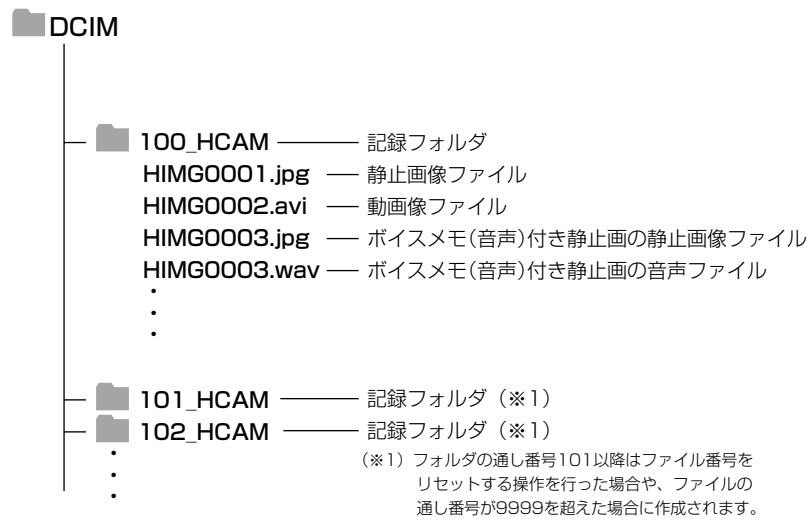 DCIM
100_HCAM 記録フォルダ
HIMG0001.jpg 静止画像ファイル
HIMG0002.avi 動画像ファイル
HIMG0003.jpg ボイスメモ(音声)付き静止画の静止画像ファイル
HIMG0003.wav ボイスメモ(音声)付き静止画の音声ファイル
101_HCAM 記録フォルダ（※1）
102_HCAM 記録フォルダ（※1）
（※1）フォルダの通し番号101以降はファイル番号を
リセットする操作を行った場合や、ファイルの
通し番号が9999を超えた場合に作成されます。